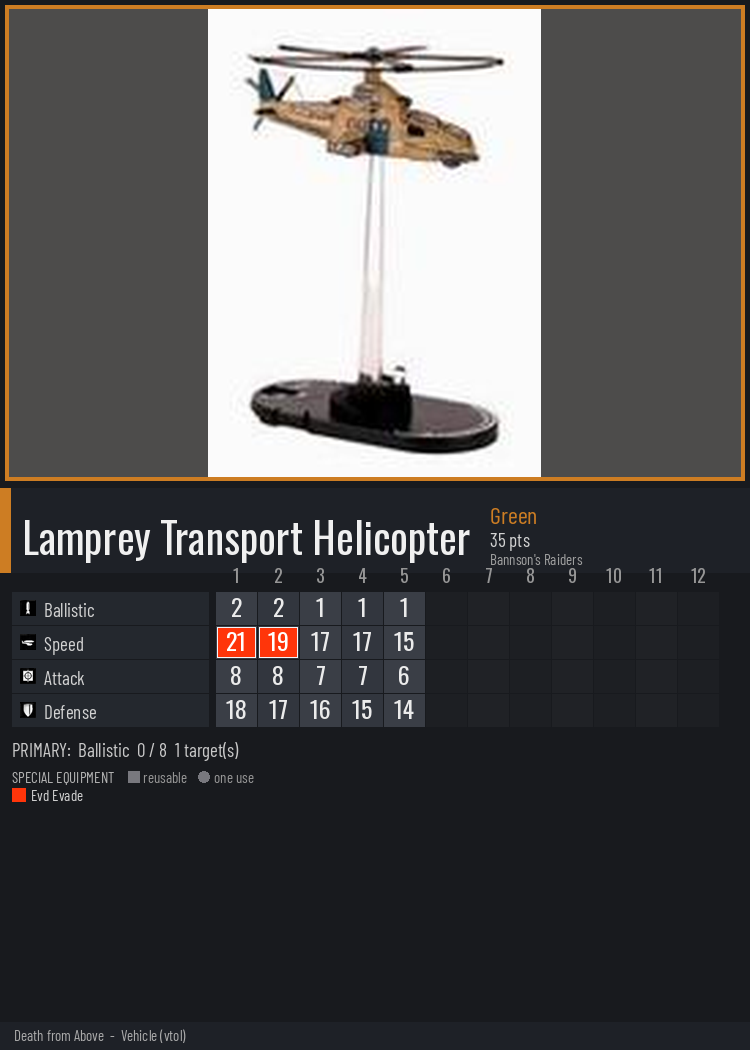 Lamprey Transport Helicopter
Green
35 pts
Bannson's Raiders
1 2 3 4 5 6 7 8 9 10 11 12
Ballistic 2 2 1 1 1
Speed 21 19 17 17 15
Attack 8 8 7 7 6
Defense 18 17 16 15 14
PRIMARY: Ballistic 0 / 8 1 target(s)
SPECIAL EQUIPMENT reusable one use
Evd Evade
Death from Above - Vehicle (vtol)